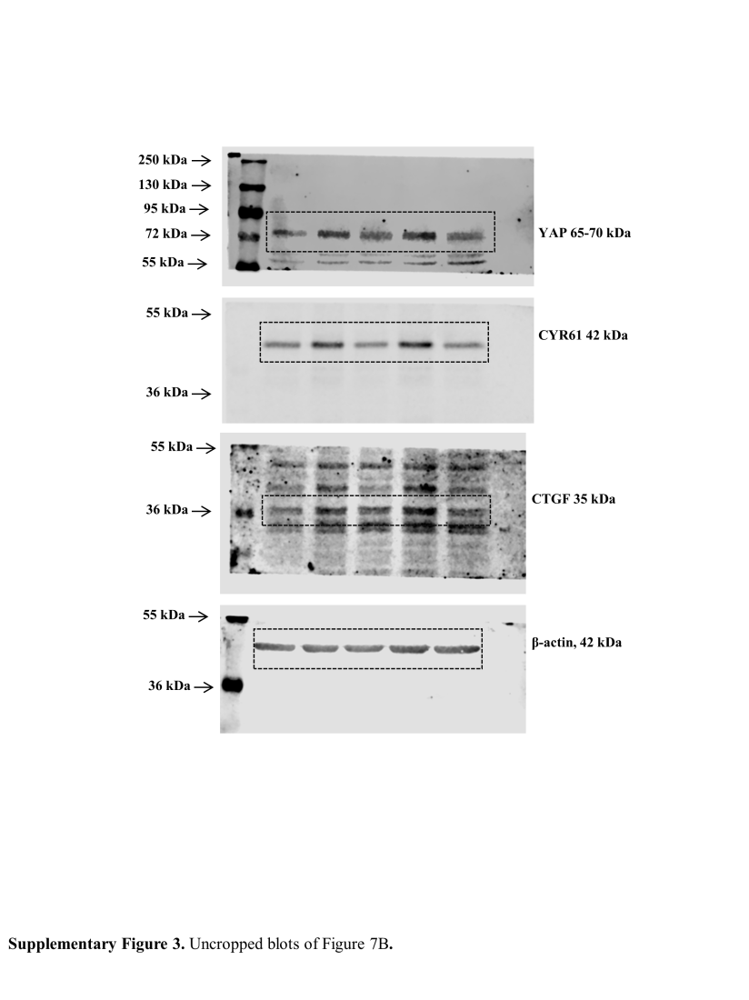 250 kDa
130 kDa
95 kDa
72 kDa
55 kDa
YAP 65-70 kDa
55 kDa
36 kDa
CYR61 42 kDa
55 kDa
36 kDa
CTGF 35 kDa
55 kDa
36 kDa
β-actin, 42 kDa
Supplementary Figure 3. Uncropped blots of Figure 7B.